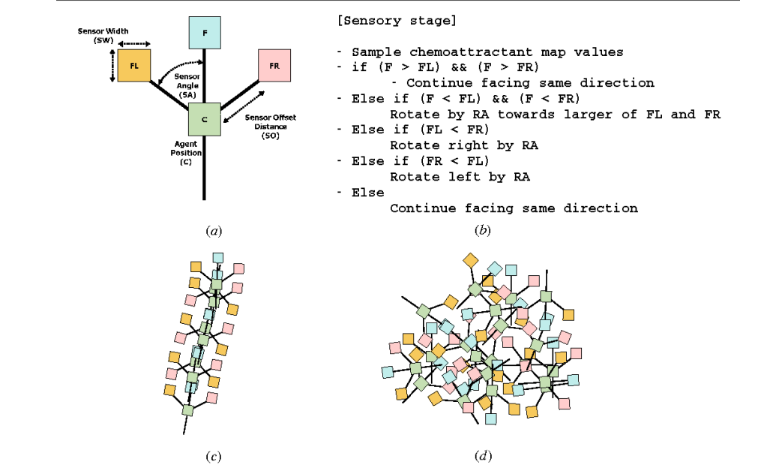 Sensor Width
(SW)
F
FL
FR
Sensor
Angle
(SA)
C
Sensor Offset
Distance
(SO)
Agent
Position
(C)
(a)
[Sensory stage]
- Sample chemoattractant map values
- if (F > FL) && (F > FR)
- Continue facing same direction
- Else if (F < FL) && (F < FR)
Rotate by RA towards larger of FL and FR
- Else if (FL < FR)
Rotate right by RA
- Else if (FR < FL)
Rotate left by RA
- Else
Continue facing same direction
(b)
(c)
(d)